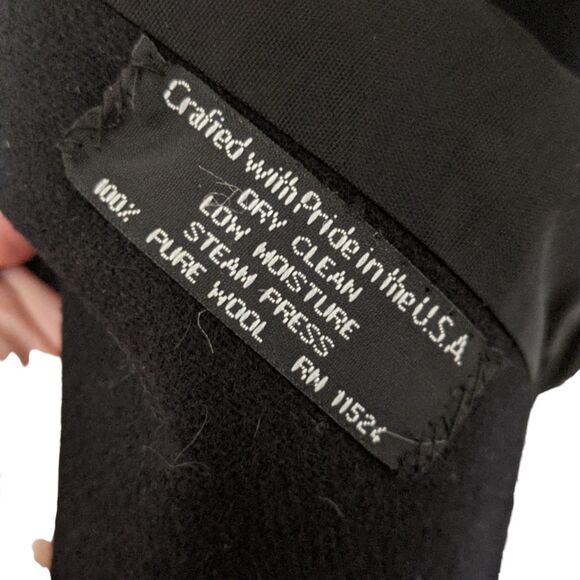 Crafted with Pride in the U.S.A.
DRY CLEAN
LOW MOISTURE
STEAM PRESS
100% PURE WOOL RN 11524